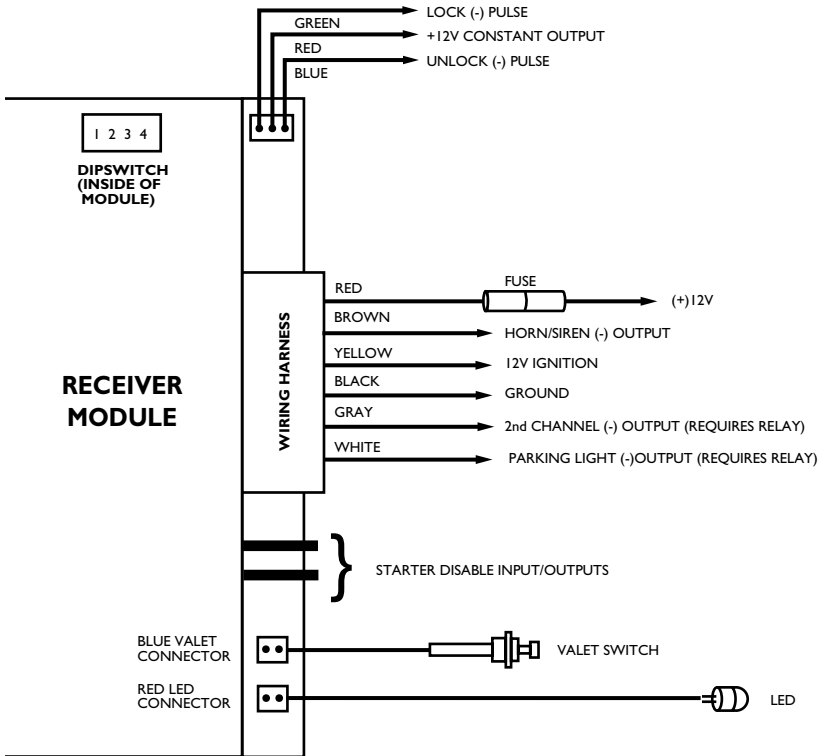 LOCK (-) PULSE
GREEN
+12V CONSTANT OUTPUT
RED
UNLOCK (-) PULSE
BLUE
1 2 3 4
DIPSWITCH
(INSIDE OF
MODULE)
RED
FUSE
(+)12V
BROWN
HORN/SIREN (-) OUTPUT
YELLOW
12V IGNITION
BLACK
GROUND
GRAY
2nd CHANNEL (-) OUTPUT (REQUIRES RELAY)
WHITE
PARKING LIGHT (-)OUTPUT (REQUIRES RELAY)
WIRING HARNESS
RECEIVER
MODULE
STARTER DISABLE INPUT/OUTPUTS
BLUE VALET
CONNECTOR
VALET SWITCH
RED LED
CONNECTOR
LED